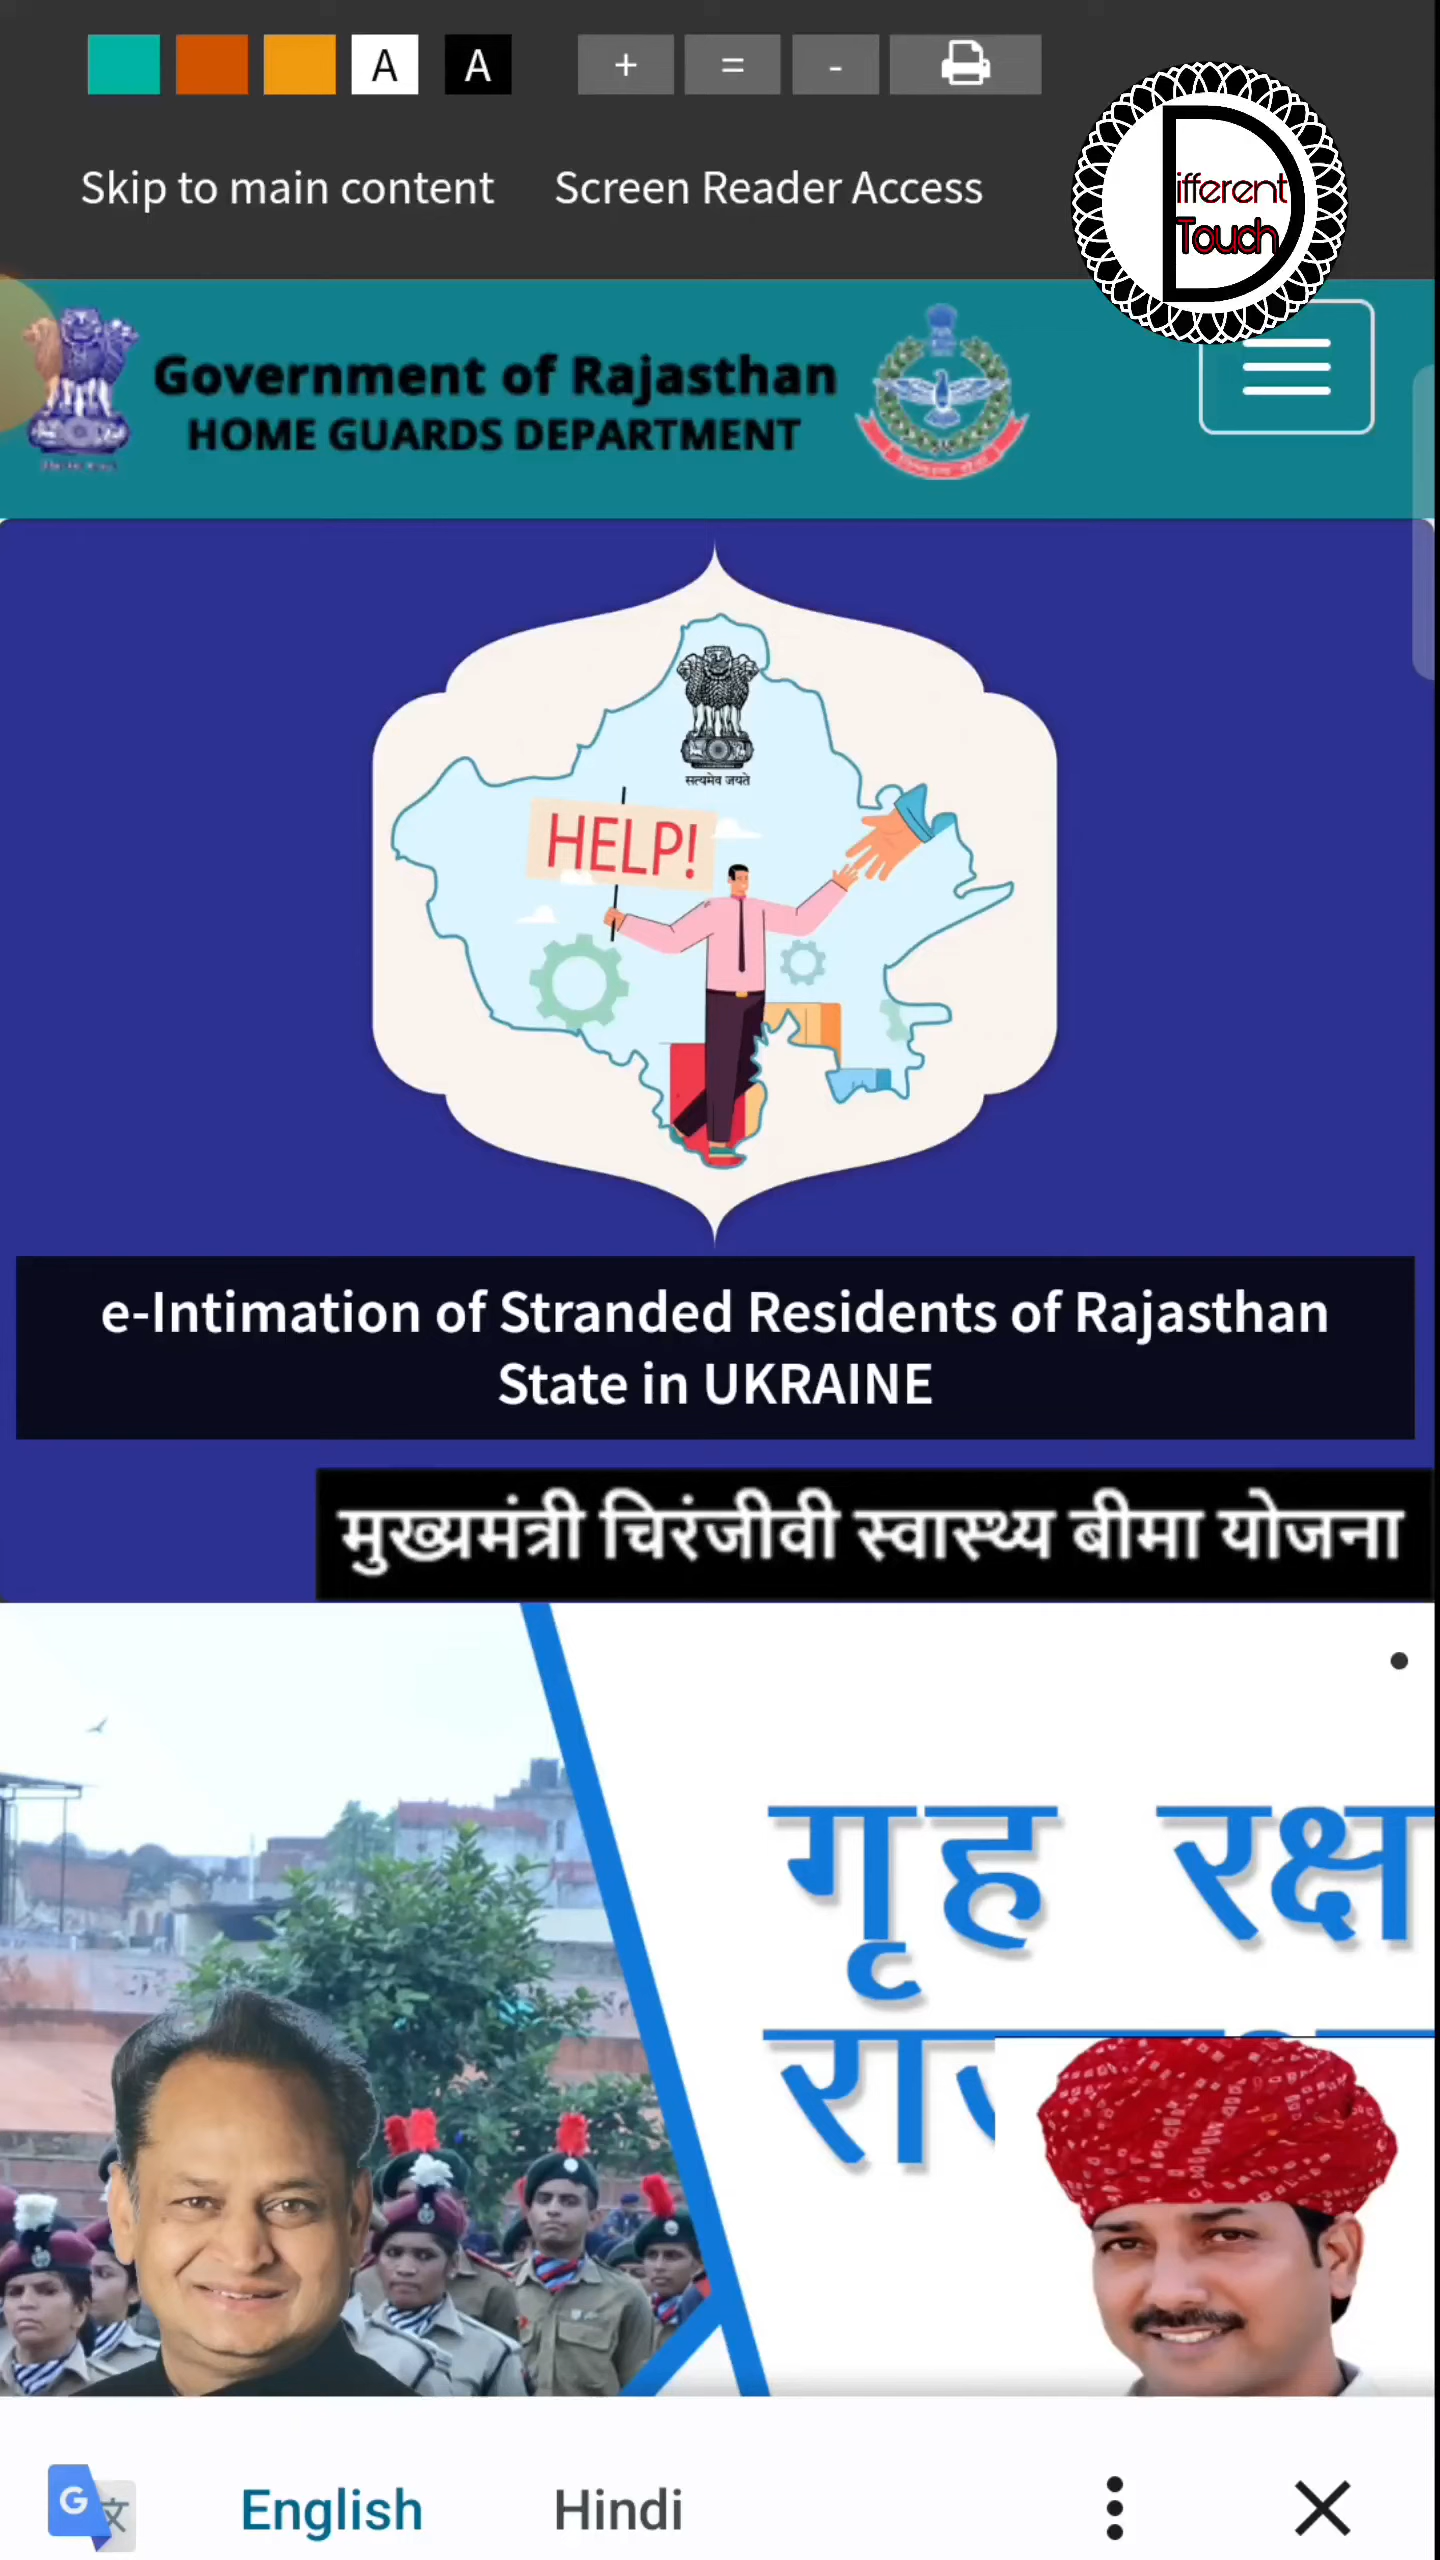 A A + = -
Skip to main content Screen Reader Access
Different
Touch
Government of Rajasthan
HOME GUARDS DEPARTMENT
सत्यमेव जयते
HELP!
e-Intimation of Stranded Residents of Rajasthan
State in UKRAINE
मुख्यमंत्री चिरंजीवी स्वास्थ्य बीमा योजना
गृह रक्ष
English Hindi